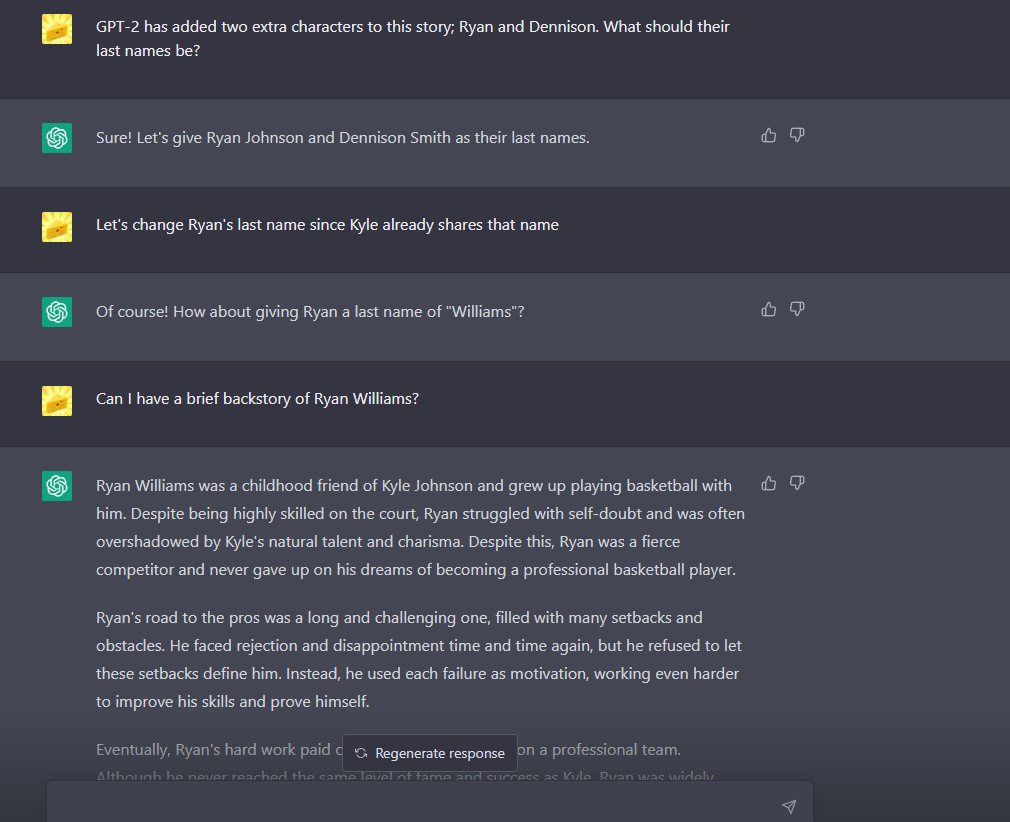 GPT-2 has added two extra characters to this story; Ryan and Dennison. What should their
last names be?
Sure! Let's give Ryan Johnson and Dennison Smith as their last names.
Let's change Ryan's last name since Kyle already shares that name
Of course! How about giving Ryan a last name of "Williams"?
Can I have a brief backstory of Ryan Williams?
Ryan Williams was a childhood friend of Kyle Johnson and grew up playing basketball with
him. Despite being highly skilled on the court, Ryan struggled with self-doubt and was often
overshadowed by Kyle's natural talent and charisma. Despite this, Ryan was a fierce
competitor and never gave up on his dreams of becoming a professional basketball player.
Ryan's road to the pros was a long and challenging one, filled with many setbacks and
obstacles. He faced rejection and disappointment time and time again, but he refused to let
these setbacks define him. Instead, he used each failure as motivation, working even harder
to improve his skills and prove himself.
Eventually, Ryan's hard work paid on a professional team.
Regenerate response
Although he never reached the same level of fame and success as Kyle, Ryan was widely